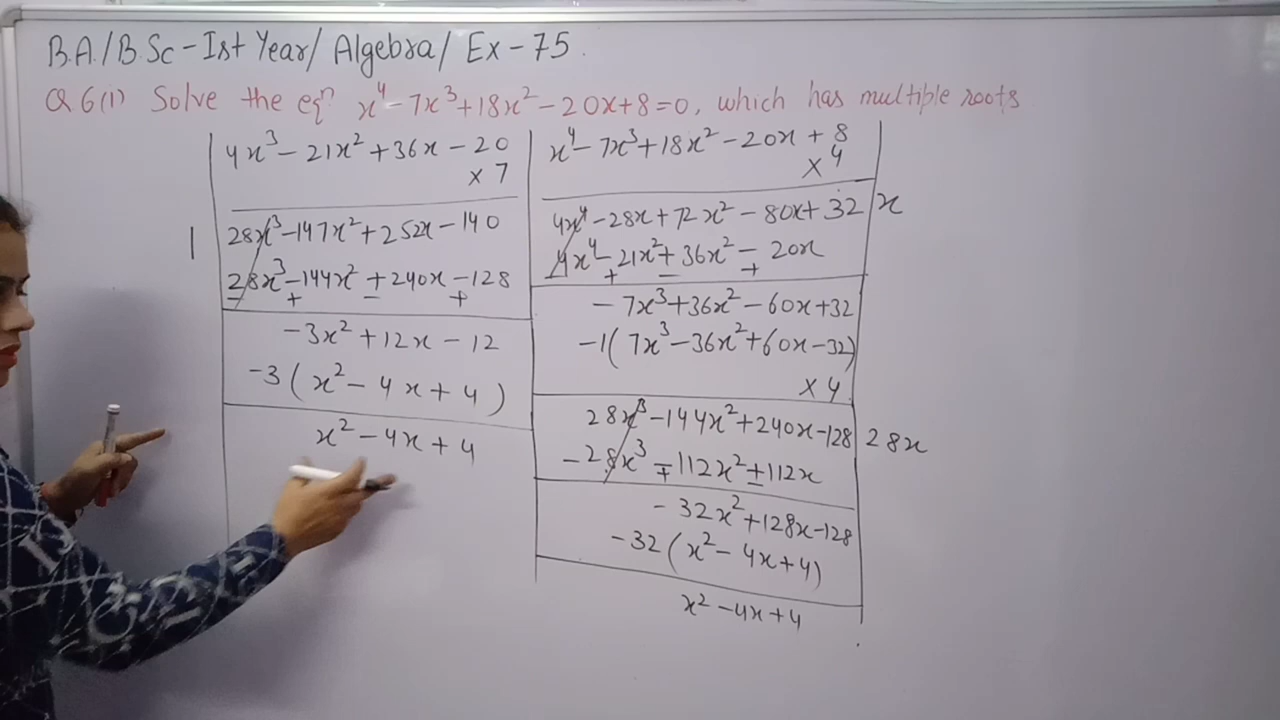 B.A./B.Sc-Ist Year/ Algebra/ Ex-75.
Q 6(1) Solve the eqⁿ x⁴-7x³+18x²-20x+8=0, which has multiple roots
4x³-21x²+36x-20
x 7
1
28x³-147x²+252x-140
28x³-144x²+240x-128
- + - +
-3x²+12x-12
-3(x²-4x+4)
x²-4x+4
x⁴-7x³+18x²-20x+8
x 4
4x⁴-28x+72x²-80x+32 x
4x⁴-21x²+36x²-20x
+ - +
-7x³+36x²-60x+32
-1(7x³-36x²+60x-32)
x 4
28x³-144x²+240x-128 28x
-28x³∓112x²±112x
-32x²+128x-128
-32(x²-4x+4)
x²-4x+4